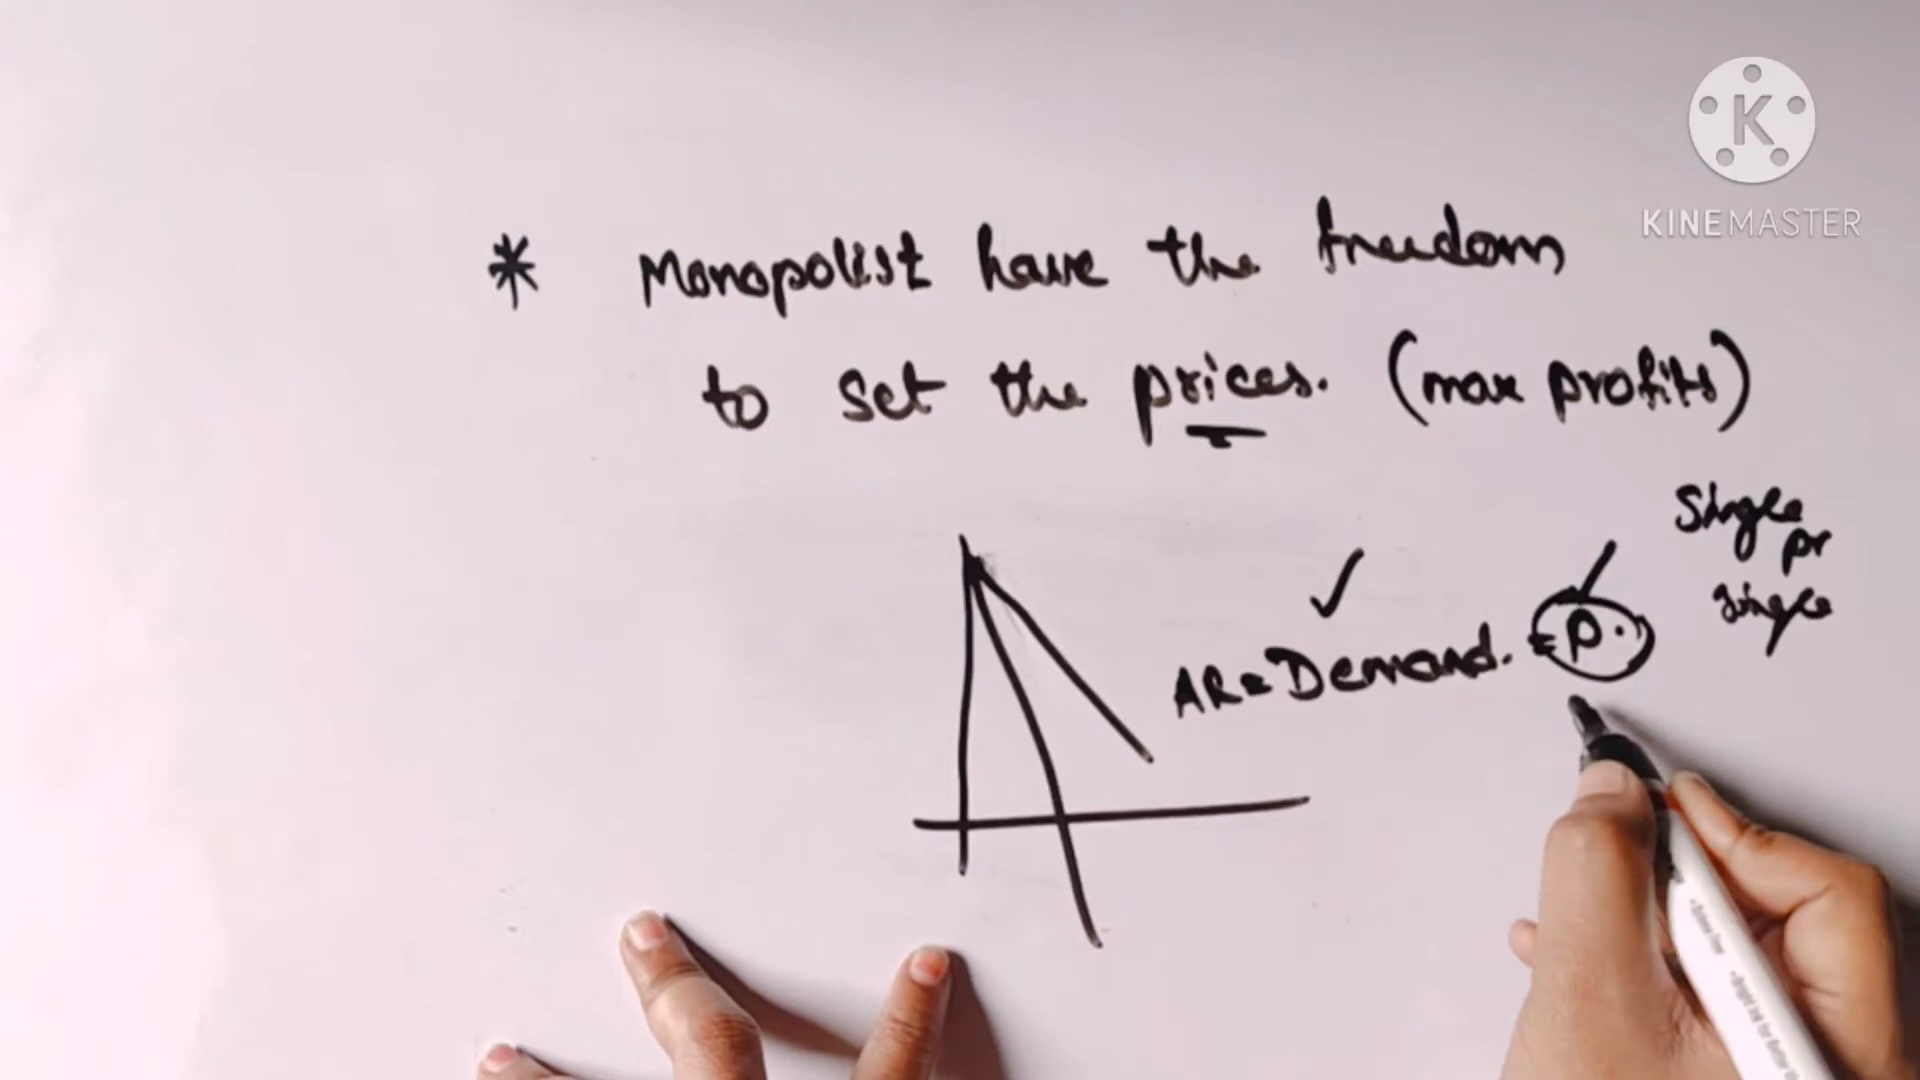 K
KINEMASTER
* Monopolist have the freedom
to set the prices. (max profits)
Single
pr
single
AR=Demand. = P.